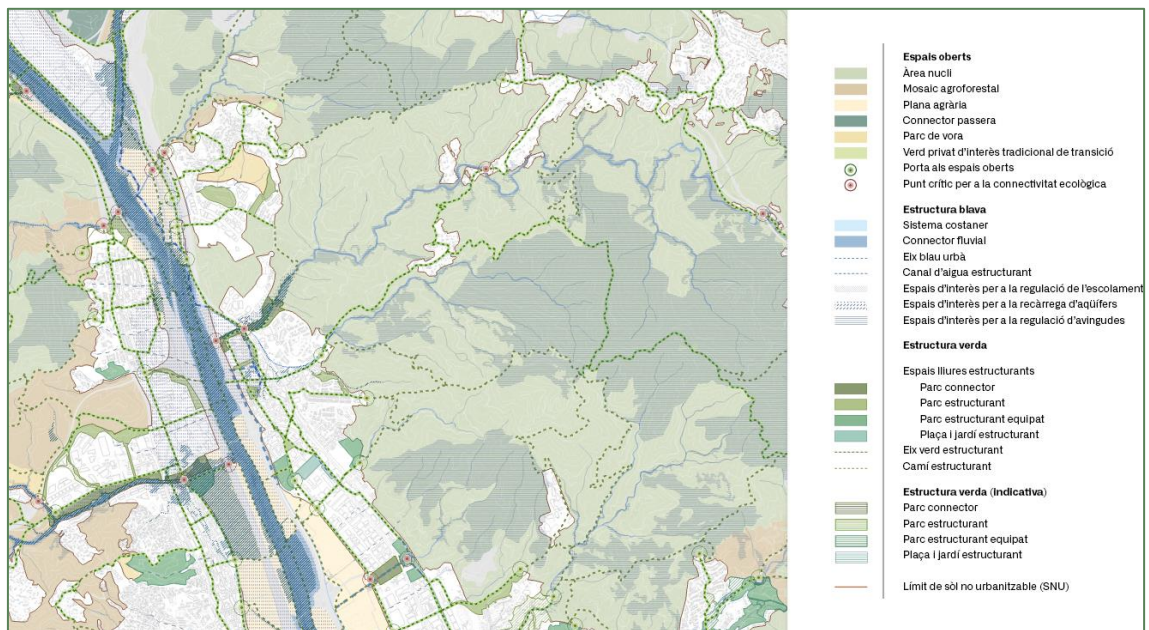 Espais oberts
Àrea nucli
Mosaic agroforestal
Plana agrària
Connector passera
Parc de vora
Verd privat d'interès tradicional de transició
Porta als espais oberts
Punt crític per a la connectivitat ecològica
Estructura blava
Sistema costaner
Connector fluvial
Eix blau urbà
Canal d'aigua estructurant
Espais d'interès per a la regulació de l'escolament
Espais d'interès per a la recàrrega d'aqüífers
Espais d'interès per a la regulació d'avingudes
Estructura verda
Espais lliures estructurants
Parc connector
Parc estructurant
Parc estructurant equipat
Plaça i jardí estructurant
Eix verd estructurant
Camí estructurant
Estructura verda (indicativa)
Parc connector
Parc estructurant
Parc estructurant equipat
Plaça i jardí estructurant
Límit de sòl no urbanitzable (SNU)